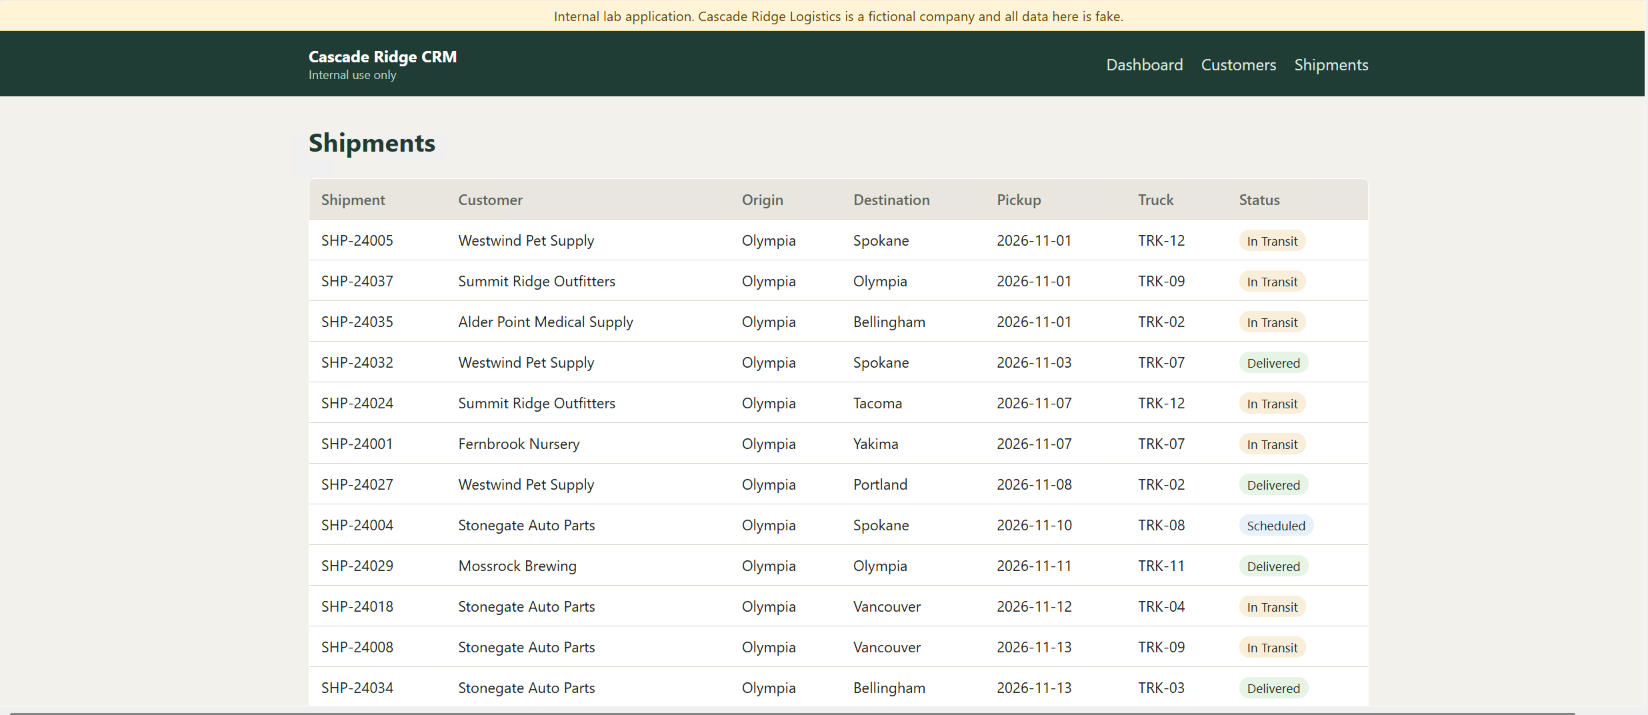 Internal lab application. Cascade Ridge Logistics is a fictional company and all data here is fake.
Cascade Ridge CRM
Internal use only
Dashboard Customers Shipments
Shipments
Shipment Customer Origin Destination Pickup Truck Status
SHP-24005 Westwind Pet Supply Olympia Spokane 2026-11-01 TRK-12 In Transit
SHP-24037 Summit Ridge Outfitters Olympia Olympia 2026-11-01 TRK-09 In Transit
SHP-24035 Alder Point Medical Supply Olympia Bellingham 2026-11-01 TRK-02 In Transit
SHP-24032 Westwind Pet Supply Olympia Spokane 2026-11-03 TRK-07 Delivered
SHP-24024 Summit Ridge Outfitters Olympia Tacoma 2026-11-07 TRK-12 In Transit
SHP-24001 Fernbrook Nursery Olympia Yakima 2026-11-07 TRK-07 In Transit
SHP-24027 Westwind Pet Supply Olympia Portland 2026-11-08 TRK-02 Delivered
SHP-24004 Stonegate Auto Parts Olympia Spokane 2026-11-10 TRK-08 Scheduled
SHP-24029 Mossrock Brewing Olympia Olympia 2026-11-11 TRK-11 Delivered
SHP-24018 Stonegate Auto Parts Olympia Vancouver 2026-11-12 TRK-04 In Transit
SHP-24008 Stonegate Auto Parts Olympia Vancouver 2026-11-13 TRK-09 In Transit
SHP-24034 Stonegate Auto Parts Olympia Bellingham 2026-11-13 TRK-03 Delivered